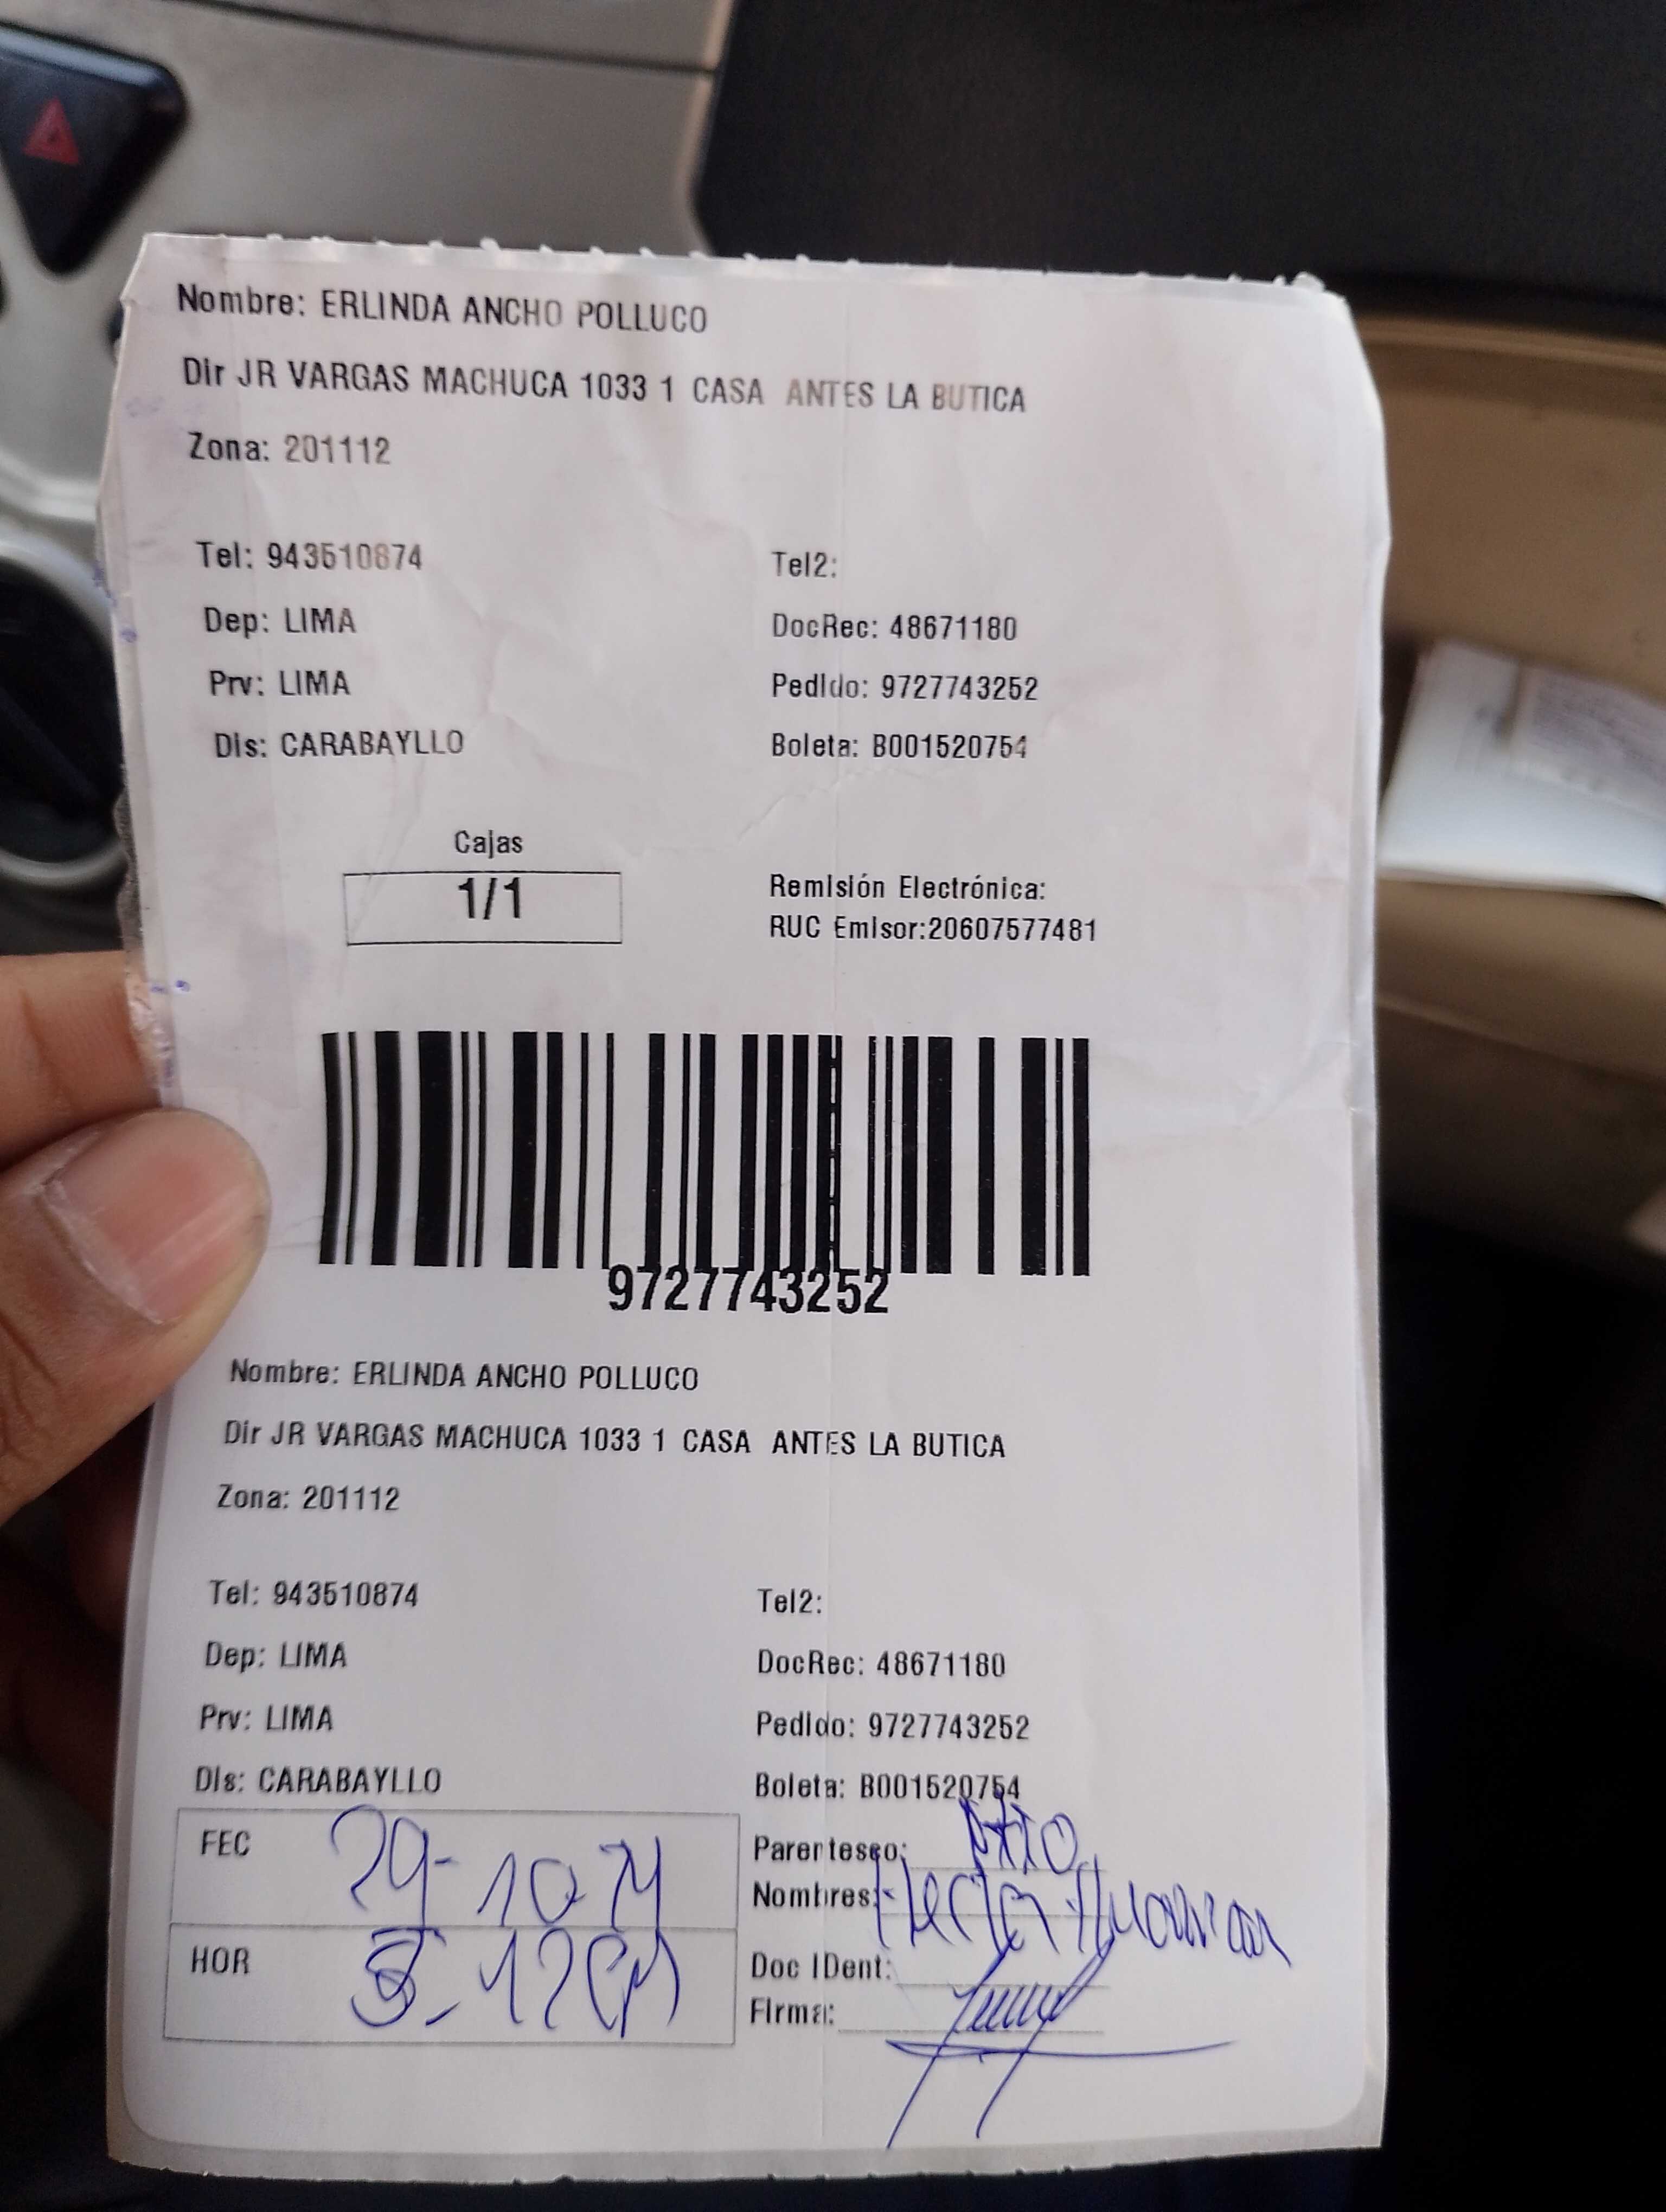 Nombre: ERLINDA ANCHO POLLUCO
Dir JR VARGAS MACHUCA 1033 1 CASA ANTES LA BUTICA
Zona: 201112
Tel: 943510874 Tel2:
Dep: LIMA DocRec: 48671180
Prv: LIMA Pedido: 9727743252
Dis: CARABAYLLO Boleta: B001520754
Cajas
1/1
Remisión Electrónica:
RUC Emisor:20607577481
9727743252
Nombre: ERLINDA ANCHO POLLUCO
Dir JR VARGAS MACHUCA 1033 1 CASA ANTES LA BUTICA
Zona: 201112
Tel: 943510874 Tel2:
Dep: LIMA DocRec: 48671180
Prv: LIMA Pedido: 9727743252
Dis: CARABAYLLO Boleta: B001520754
FEC 29-10-24
HOR
Parentesco:
Nombres:
Doc IDent:
Firma: